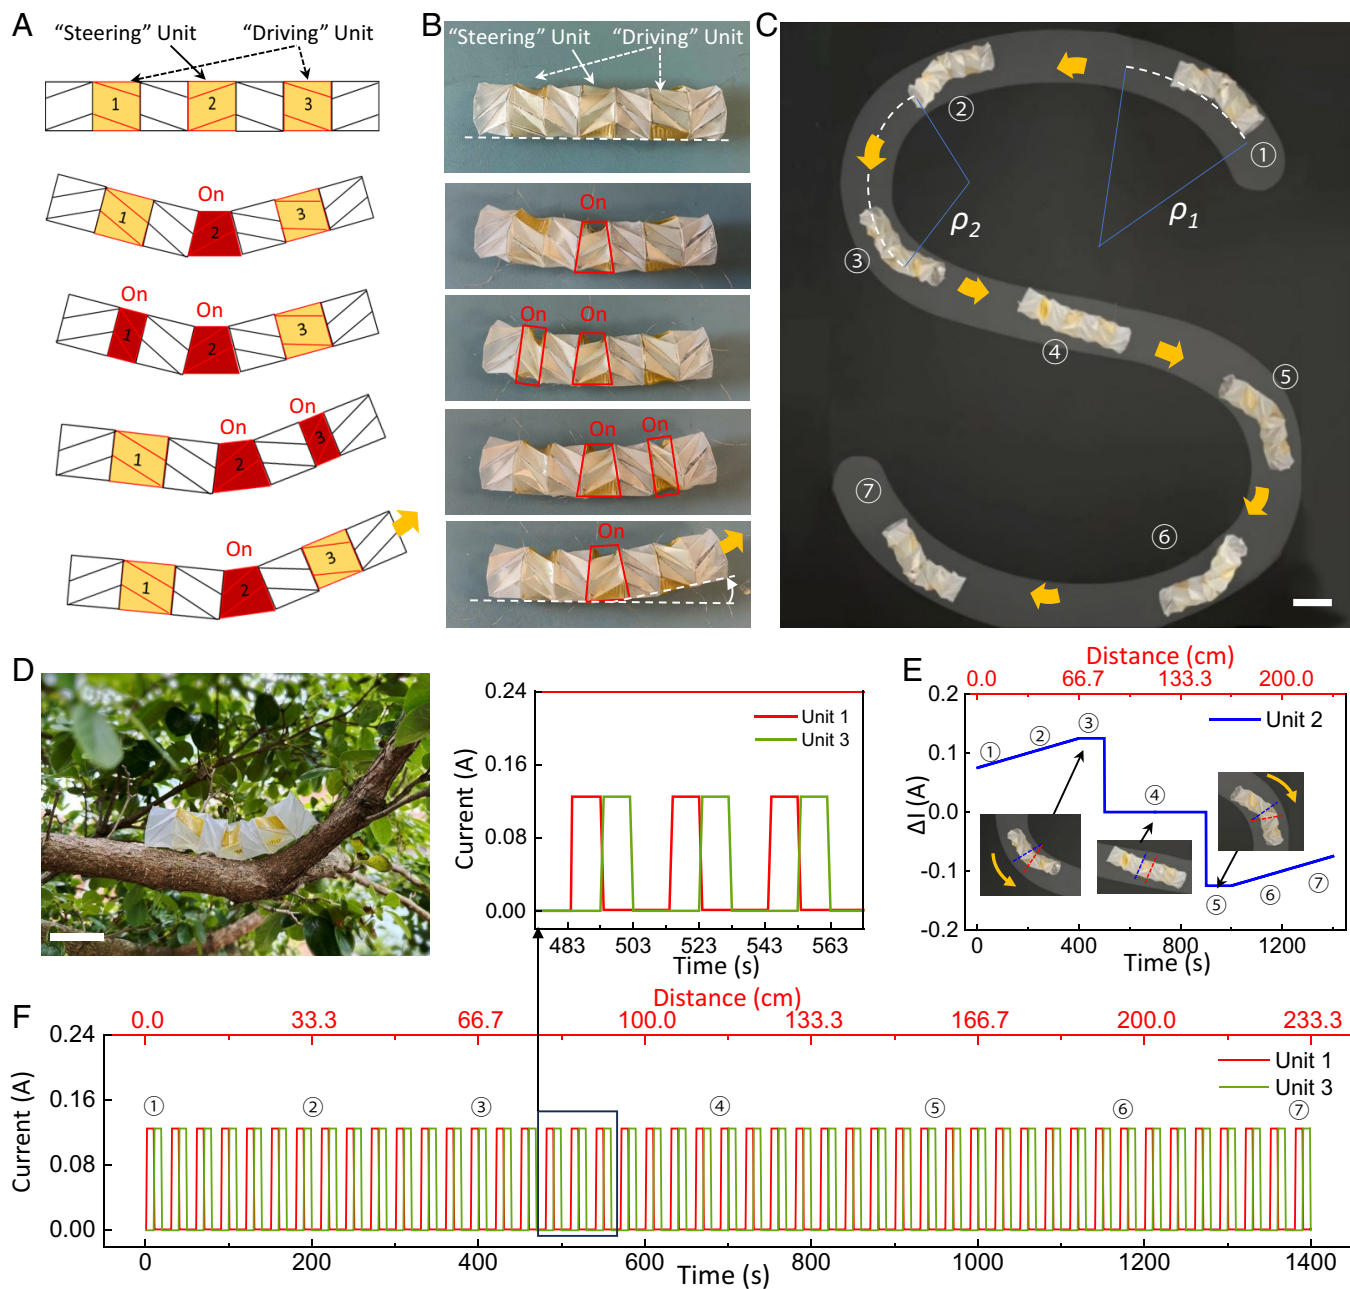 A
"Steering" Unit
"Driving" Unit
1
2
3
On
1
2
3
On
On
1
2
3
On
On
1
2
3
On
1
2
3
B
"Steering" Unit
"Driving" Unit
On
On
On
On
On
On
C
①
②
③
④
⑤
⑥
⑦
ρ1
ρ2
D
0.24
0.16
0.08
0.00
Current (A)
Unit 1
Unit 3
483
503
523
543
563
Time (s)
E
Distance (cm)
0.0
66.7
133.3
200.0
0.2
0.1
0.0
-0.1
-0.2
ΔI (A)
Unit 2
①
②
③
④
⑤
⑥
⑦
0
400
800
1200
Time (s)
F
Distance (cm)
0.0
33.3
66.7
100.0
133.3
166.7
200.0
233.3
0.24
0.16
0.08
0.00
Current (A)
Unit 1
Unit 3
①
②
③
④
⑤
⑥
⑦
0
200
400
600
800
1000
1200
1400
Time (s)